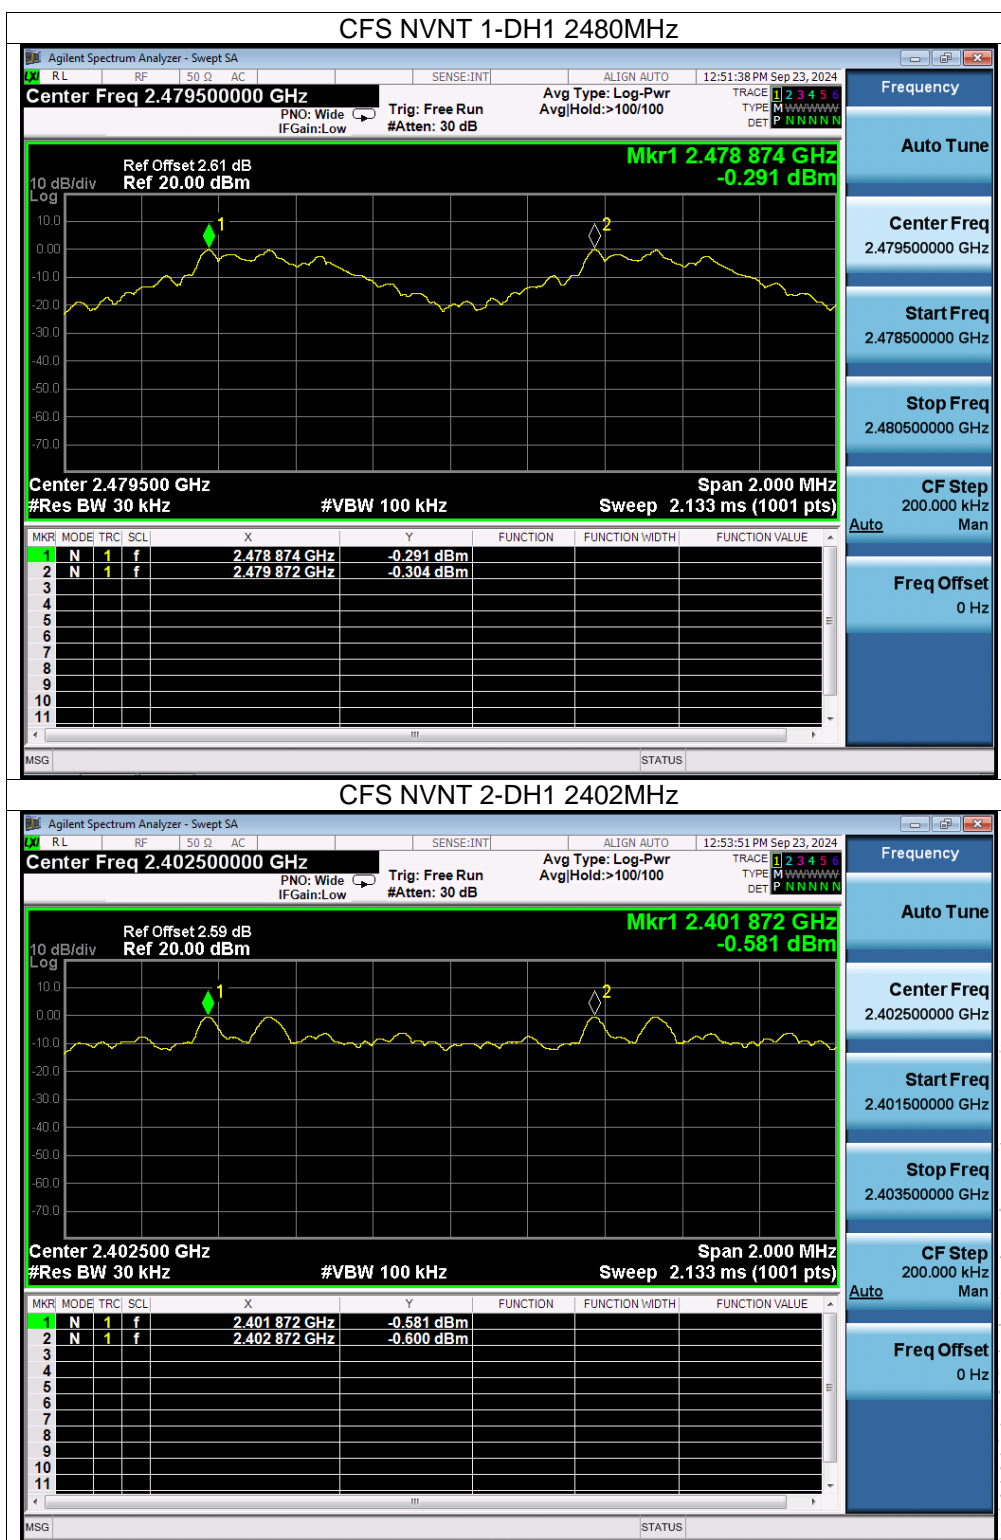 CFS NVNT 1-DH1 2480MHz
Agilent Spectrum Analyzer - Swept SA
LXI RL RF 50 Ω AC SENSE:INT ALIGN AUTO 12:51:38 PM Sep 23, 2024
Center Freq 2.479500000 GHz Avg Type: Log-Pwr TRACE 1 2 3 4 5 6
PNO: Wide Trig: Free Run Avg|Hold:>100/100 TYPE M WWWWW
IFGain:Low #Atten: 30 dB DET P N N N N N
Frequency
Auto Tune
Mkr1 2.478 874 GHz
-0.291 dBm
Ref Offset 2.61 dB
10 dB/div Ref 20.00 dBm
Log
10.0
0.00
-10.0
-20.0
-30.0
-40.0
-50.0
-60.0
-70.0
1
2
Center 2.479500 GHz Span 2.000 MHz
#Res BW 30 kHz #VBW 100 kHz Sweep 2.133 ms (1001 pts)
Center Freq
2.479500000 GHz
Start Freq
2.478500000 GHz
Stop Freq
2.480500000 GHz
CF Step
200.000 kHz
Auto Man
Freq Offset
0 Hz
MKR MODE TRC SCL X Y FUNCTION FUNCTION WIDTH FUNCTION VALUE
1 N 1 f 2.478 874 GHz -0.291 dBm
2 N 1 f 2.479 872 GHz -0.304 dBm
3
4
5
6
7
8
9
10
11
MSG STATUS
CFS NVNT 2-DH1 2402MHz
Agilent Spectrum Analyzer - Swept SA
LXI RL RF 50 Ω AC SENSE:INT ALIGN AUTO 12:53:51 PM Sep 23, 2024
Center Freq 2.402500000 GHz Avg Type: Log-Pwr TRACE 1 2 3 4 5 6
PNO: Wide Trig: Free Run Avg|Hold:>100/100 TYPE M WWWWW
IFGain:Low #Atten: 30 dB DET P N N N N N
Frequency
Auto Tune
Mkr1 2.401 872 GHz
-0.581 dBm
Ref Offset 2.59 dB
10 dB/div Ref 20.00 dBm
Log
10.0
0.00
-10.0
-20.0
-30.0
-40.0
-50.0
-60.0
-70.0
1
2
Center 2.402500 GHz Span 2.000 MHz
#Res BW 30 kHz #VBW 100 kHz Sweep 2.133 ms (1001 pts)
Center Freq
2.402500000 GHz
Start Freq
2.401500000 GHz
Stop Freq
2.403500000 GHz
CF Step
200.000 kHz
Auto Man
Freq Offset
0 Hz
MKR MODE TRC SCL X Y FUNCTION FUNCTION WIDTH FUNCTION VALUE
1 N 1 f 2.401 872 GHz -0.581 dBm
2 N 1 f 2.402 872 GHz -0.600 dBm
3
4
5
6
7
8
9
10
11
MSG STATUS